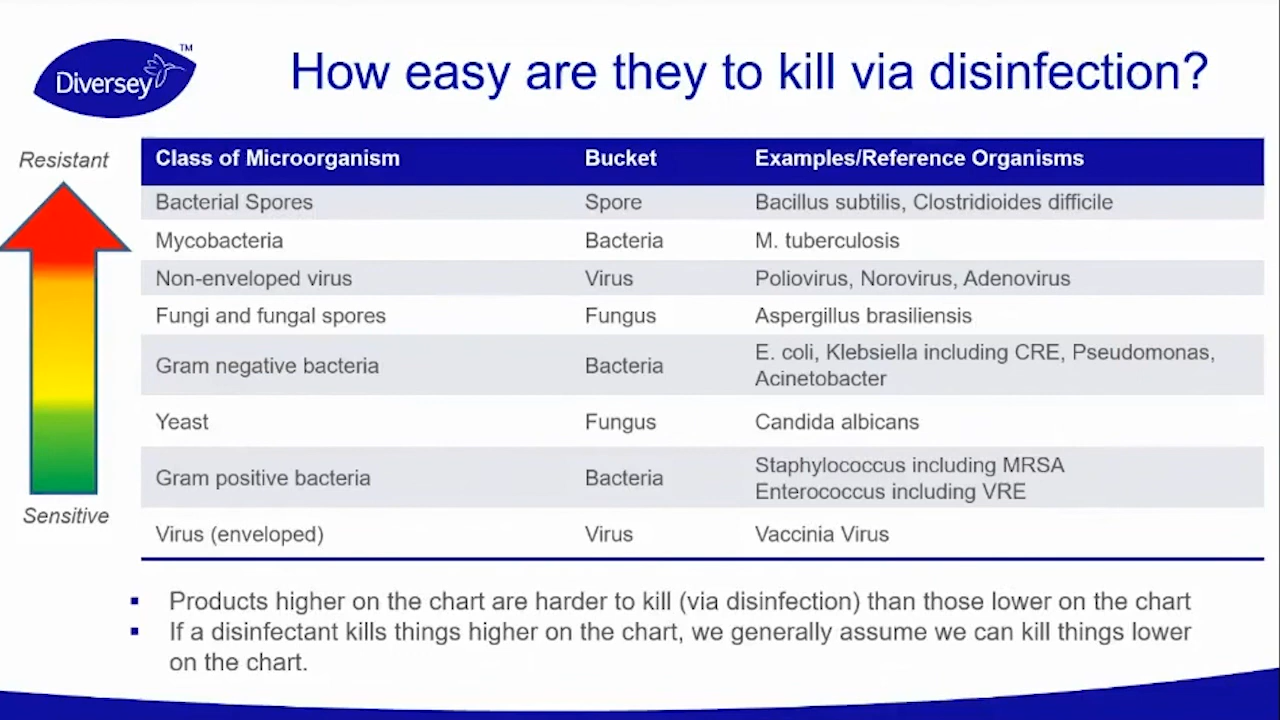 Diversey™
How easy are they to kill via disinfection?
Resistant
Class of Microorganism Bucket Examples/Reference Organisms
Bacterial Spores Spore Bacillus subtilis, Clostridioides difficile
Mycobacteria Bacteria M. tuberculosis
Non-enveloped virus Virus Poliovirus, Norovirus, Adenovirus
Fungi and fungal spores Fungus Aspergillus brasiliensis
Gram negative bacteria Bacteria E. coli, Klebsiella including CRE, Pseudomonas,
Acinetobacter
Yeast Fungus Candida albicans
Gram positive bacteria Bacteria Staphylococcus including MRSA
Enterococcus including VRE
Sensitive
Virus (enveloped) Virus Vaccinia Virus
▪ Products higher on the chart are harder to kill (via disinfection) than those lower on the chart
▪ If a disinfectant kills things higher on the chart, we generally assume we can kill things lower
on the chart.